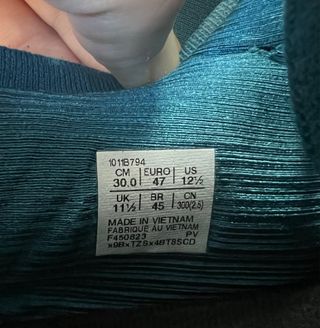 1011B794
CM EURO US
30.0 47 12½
UK BR CN
11½ 45 300(2.5)
MADE IN VIETNAM
FABRIQUE AU VIETNAM
F450823 PV
x9BxTZSx4BT8SCD